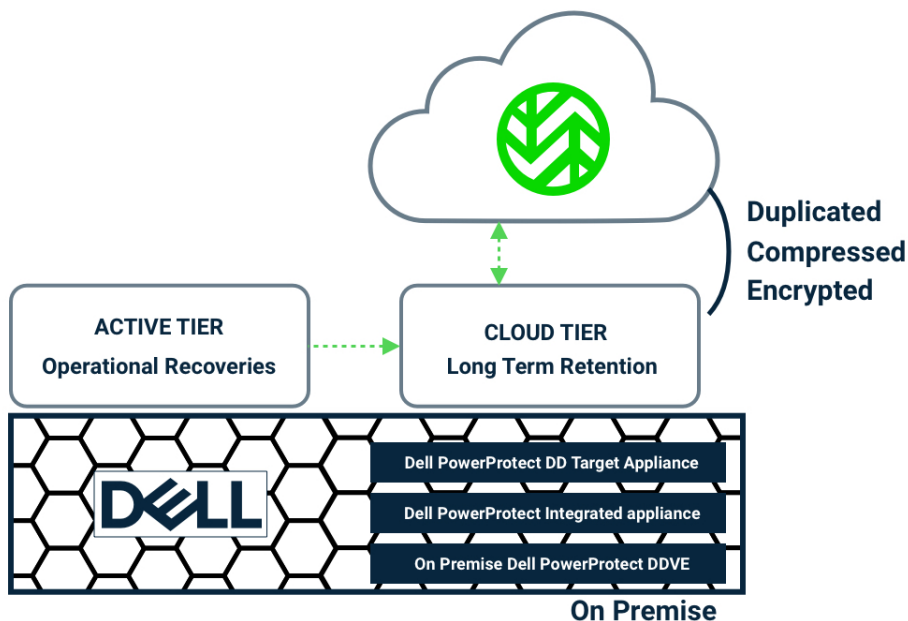 Duplicated
Compressed
Encrypted
ACTIVE TIER
Operational Recoveries
CLOUD TIER
Long Term Retention
DELL
Dell PowerProtect DD Target Appliance
Dell PowerProtect Integrated appliance
On Premise Dell PowerProtect DDVE
On Premise